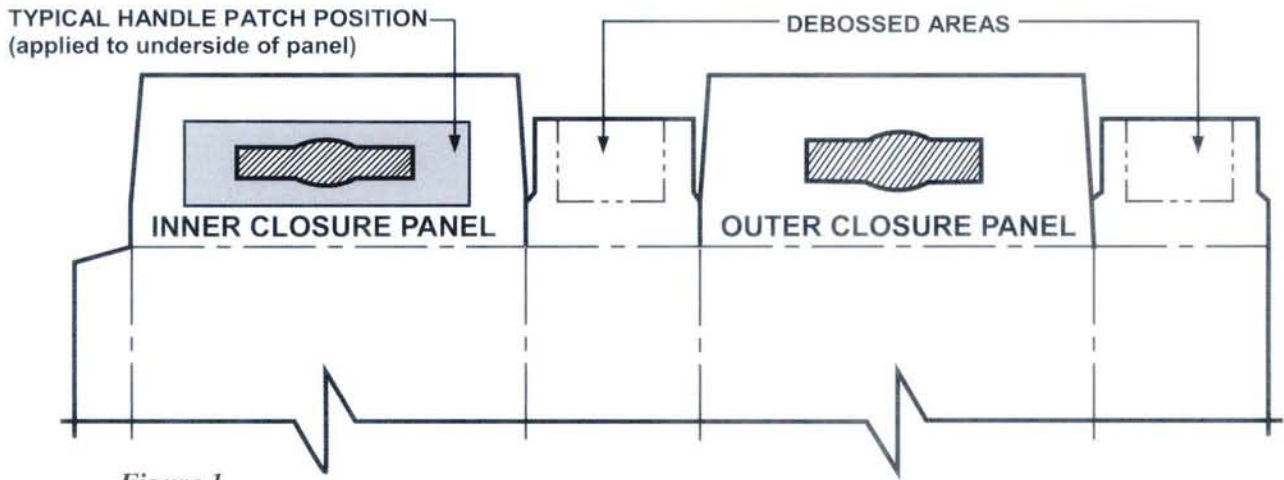 TYPICAL HANDLE PATCH POSITION
(applied to underside of panel)
DEBOSSED AREAS
INNER CLOSURE PANEL
OUTER CLOSURE PANEL
Figure 1